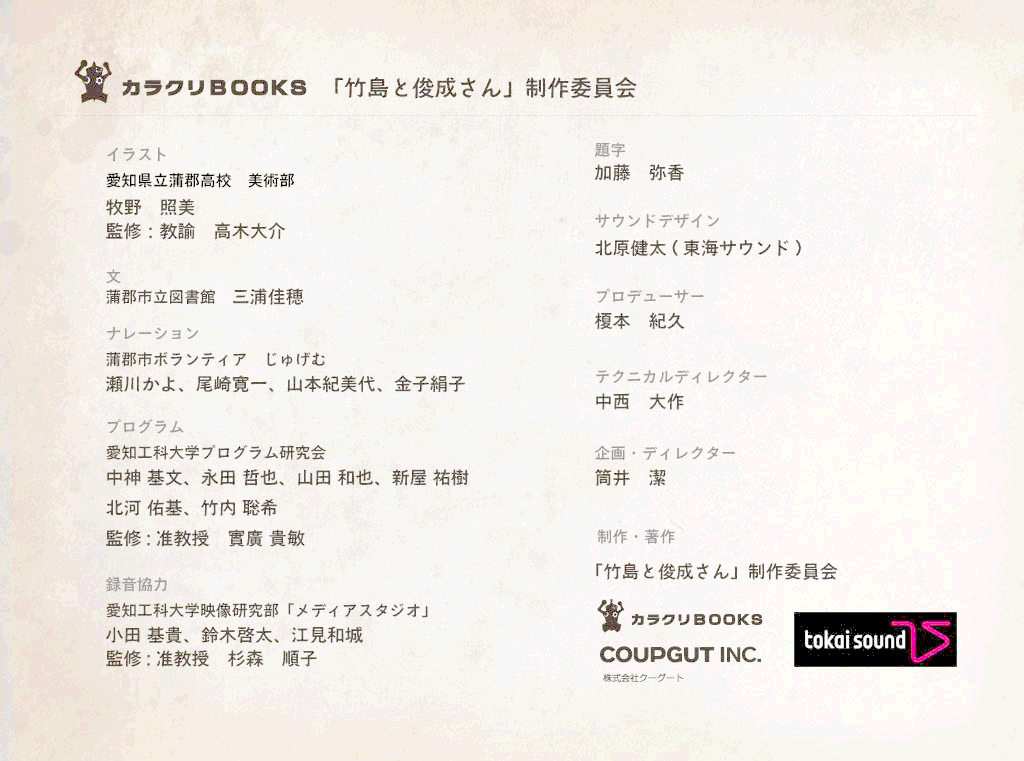 カラクリBOOKS 「竹島と俊成さん」制作委員会
イラスト
愛知県立蒲郡高校　美術部
牧野　照美
監修：教諭　高木大介
文
蒲郡市立図書館　三浦佳穂
ナレーション
蒲郡市ボランティア　じゅげむ
瀬川かよ、尾崎寛一、山本紀美代、金子絹子
プログラム
愛知工科大学プログラム研究会
中神 基文、永田 哲也、山田 和也、新屋 祐樹
北河 佑基、竹内 聡希
監修：准教授　實廣 貴敏
録音協力
愛知工科大学映像研究部「メディアスタジオ」
小田 基貴、鈴木啓太、江見和城
監修：准教授　杉森　順子
題字
加藤　弥香
サウンドデザイン
北原健太(東海サウンド)
プロデューサー
榎本　紀久
テクニカルディレクター
中西　大作
企画・ディレクター
筒井　潔
制作・著作
「竹島と俊成さん」制作委員会
カラクリBOOKS
COUPGUT INC.
株式会社クーグート
tokai sound